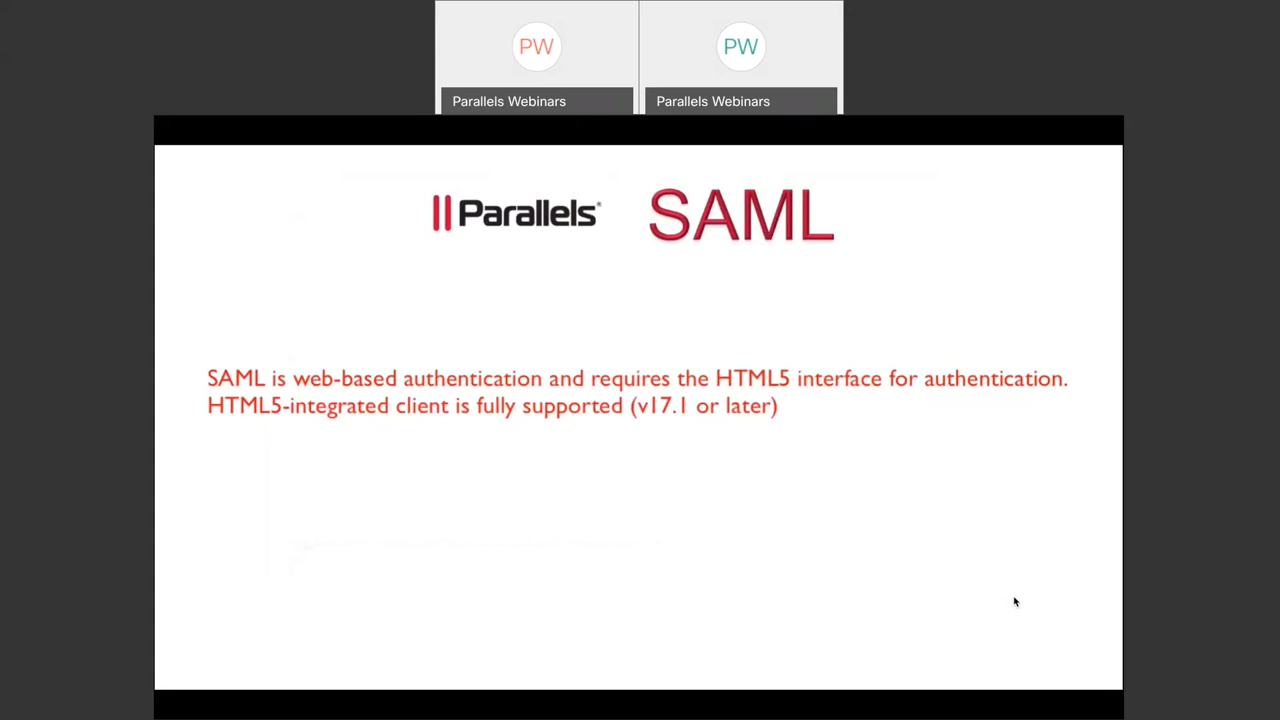 PW
PW
Parallels Webinars
Parallels Webinars
Parallels®
SAML
SAML is web-based authentication and requires the HTML5 interface for authentication.
HTML5-integrated client is fully supported (v17.1 or later)